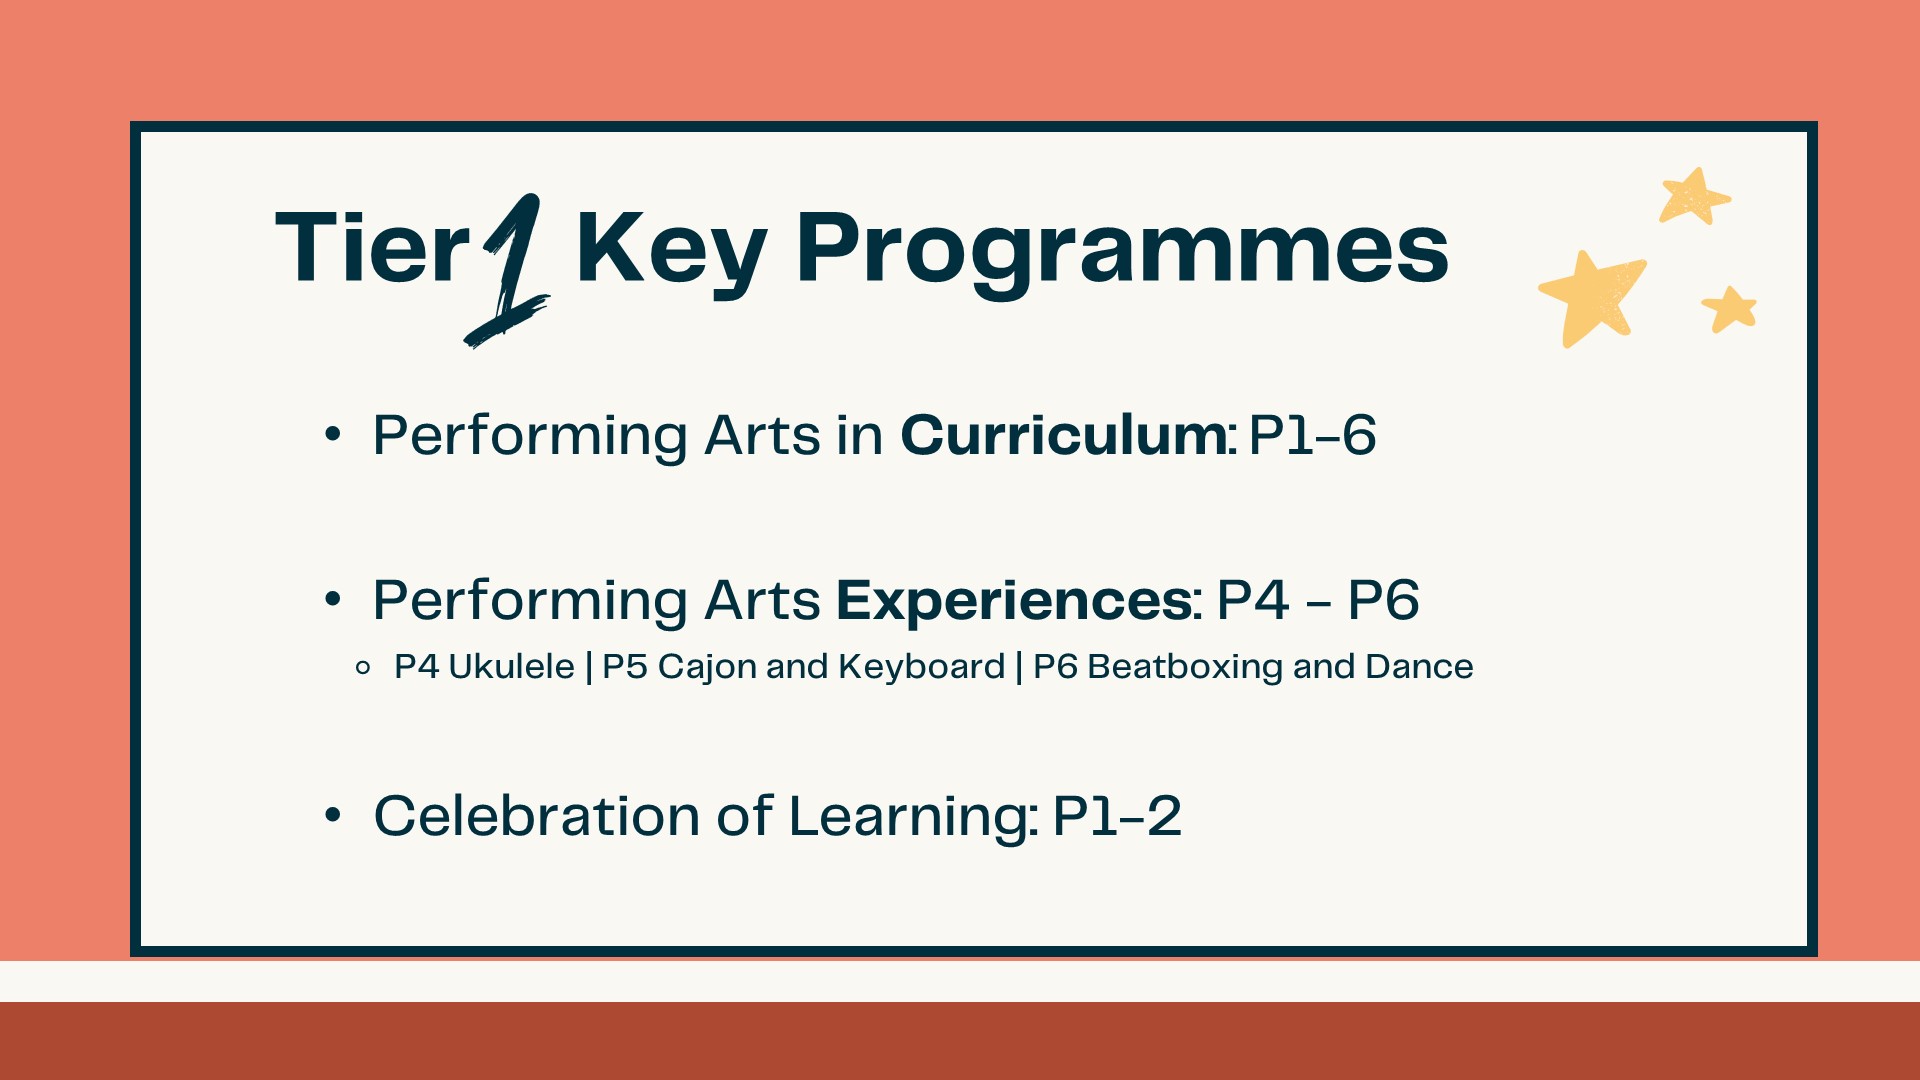 Tier 1 Key Programmes
• Performing Arts in Curriculum: P1-6
• Performing Arts Experiences: P4 - P6
◦ P4 Ukulele | P5 Cajon and Keyboard | P6 Beatboxing and Dance
• Celebration of Learning: P1-2